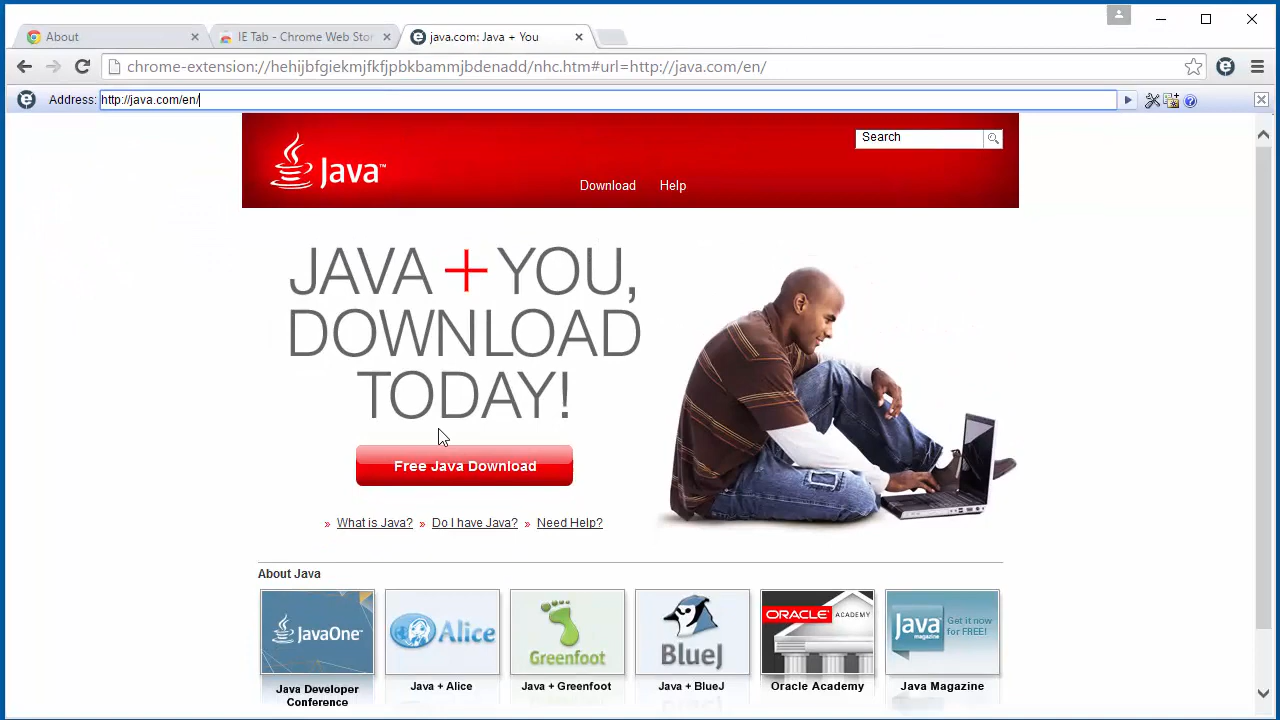 About
IE Tab - Chrome Web Stor
java.com: Java + You
chrome-extension://hehijbfgiekmjfkfjpbkbammjbdenadd/nhc.htm#url=http://java.com/en/
Address: http://java.com/en/
Java™
Search
Download Help
JAVA + YOU,
DOWNLOAD
TODAY!
Free Java Download
» What is Java? » Do I have Java? » Need Help?
About Java
JavaOne™
Alice
Greenfoot
BlueJ
ORACLE® ACADEMY
Java magazine
Get it now
for FREE!
Java Developer
Conference
Java + Alice
Java + Greenfoot
Java + BlueJ
Oracle Academy
Java Magazine